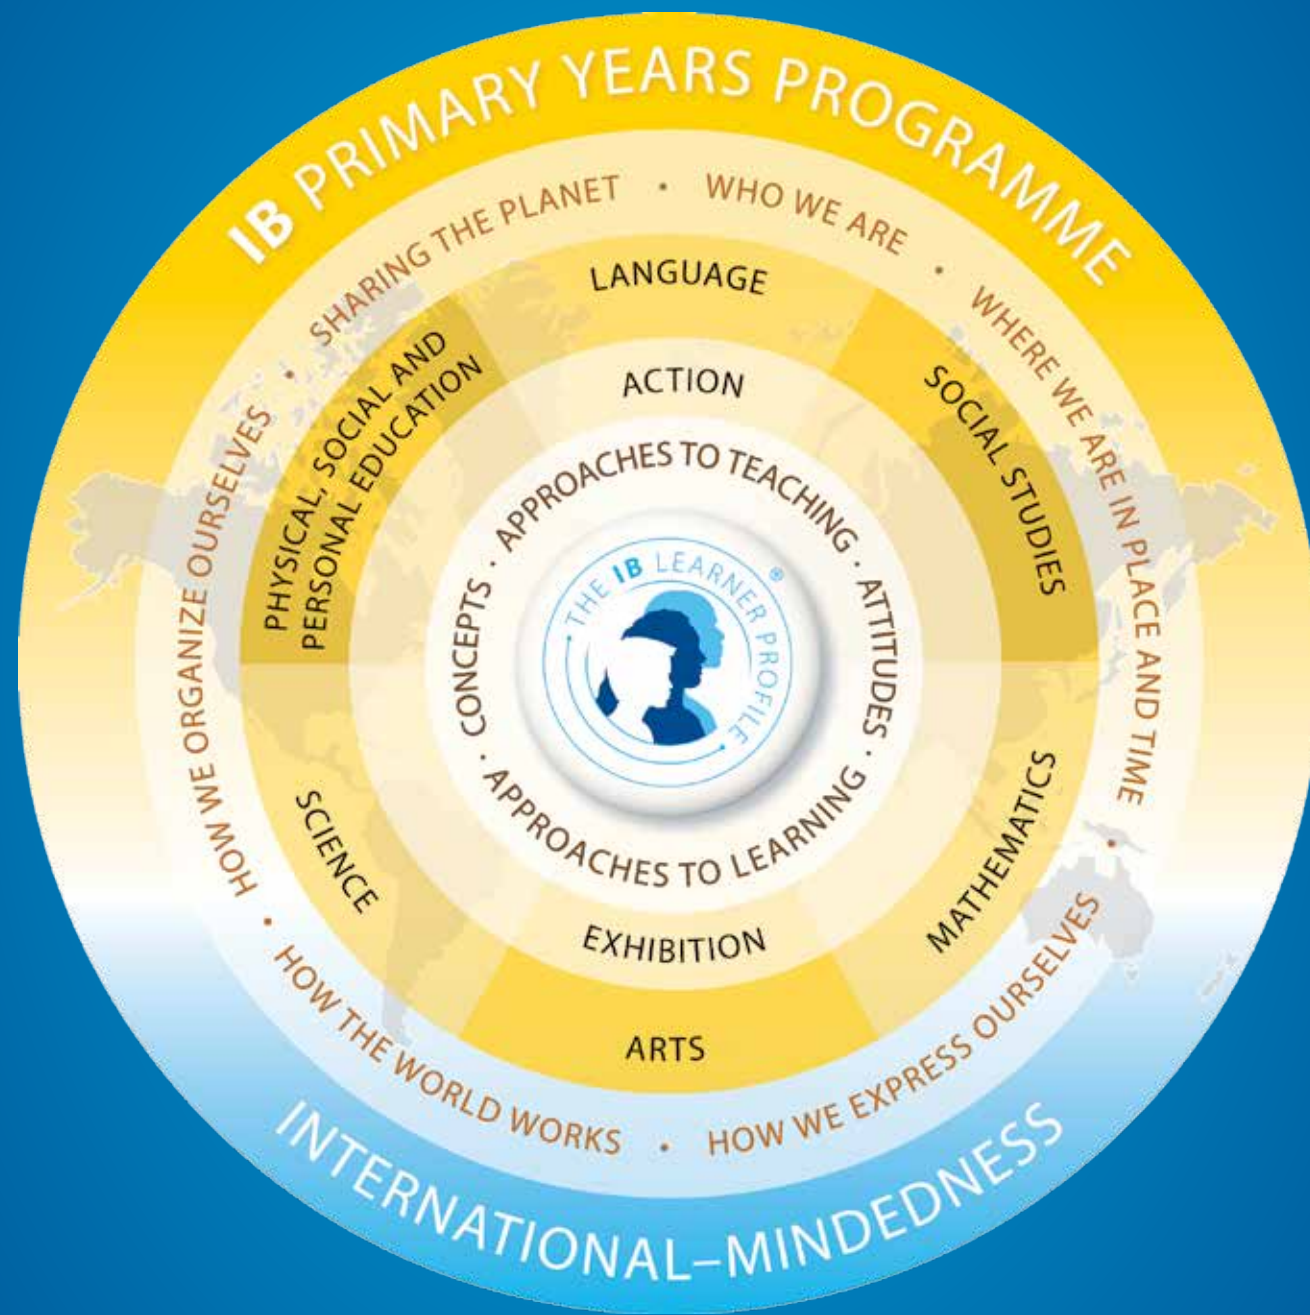 IB PRIMARY YEARS PROGRAMME
SHARING THE PLANET • WHO WE ARE • WHERE WE ARE IN PLACE AND TIME • HOW WE EXPRESS OURSELVES • HOW THE WORLD WORKS • HOW WE ORGANIZE OURSELVES •
LANGUAGE
SOCIAL STUDIES
MATHEMATICS
ARTS
SCIENCE
PHYSICAL, SOCIAL AND
PERSONAL EDUCATION
ACTION
EXHIBITION
APPROACHES TO TEACHING • ATTITUDES • APPROACHES TO LEARNING • CONCEPTS •
THE IB LEARNER PROFILE ®
INTERNATIONAL–MINDEDNESS